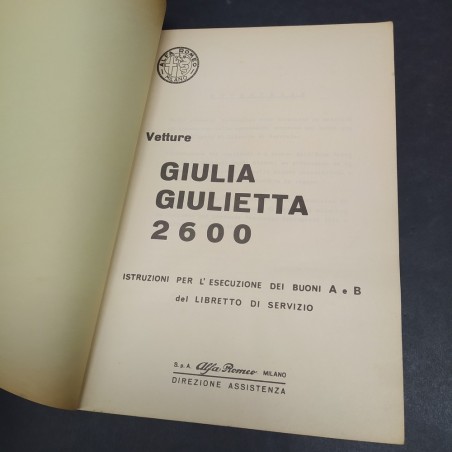 ALFA ROMEO
MILANO
Vetture
GIULIA
GIULIETTA
2600
ISTRUZIONI PER L'ESECUZIONE DEI BUONI A e B
del LIBRETTO DI SERVIZIO
S.p.A. Alfa Romeo MILANO
DIREZIONE ASSISTENZA